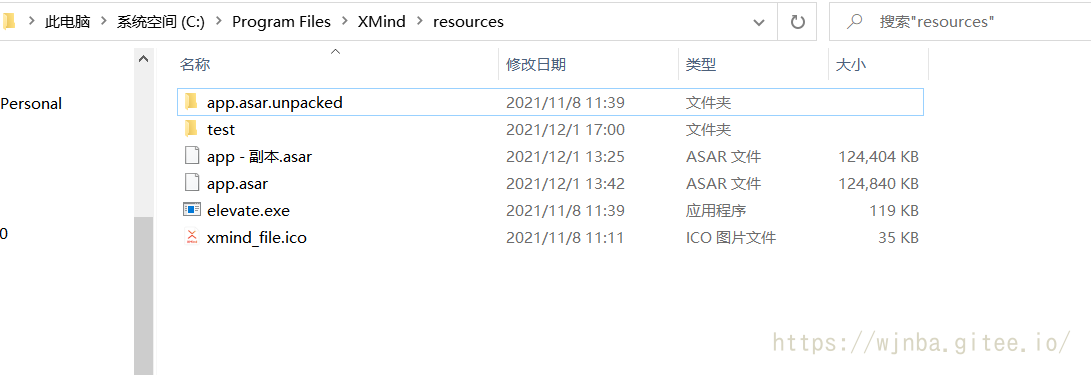 此电脑 系统空间 (C:) Program Files XMind resources 搜索"resources"
名称 修改日期 类型 大小
Personal
app.asar.unpacked 2021/11/8 11:39 文件夹
test 2021/12/1 17:00 文件夹
app - 副本.asar 2021/12/1 13:25 ASAR 文件 124,404 KB
app.asar 2021/12/1 13:42 ASAR 文件 124,840 KB
elevate.exe 2021/11/8 11:39 应用程序 119 KB
0
xmind_file.ico 2021/11/8 11:11 ICO 图片文件 35 KB
https://wjnba.gitee.io/